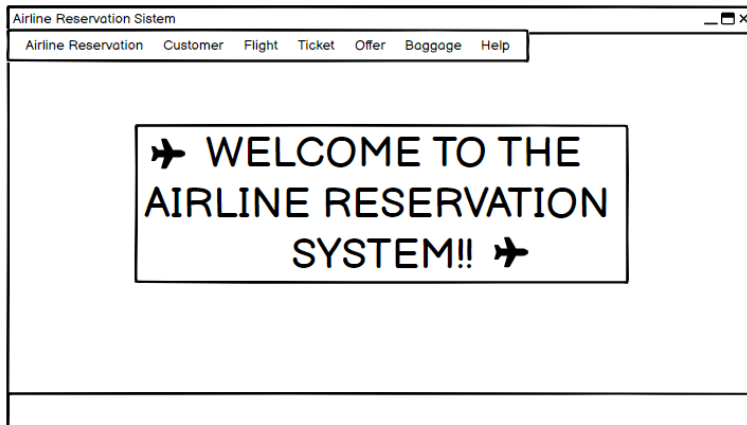 Airline Reservation Sistem
Airline Reservation Customer Flight Ticket Offer Baggage Help
WELCOME TO THE
AIRLINE RESERVATION
SYSTEM!!